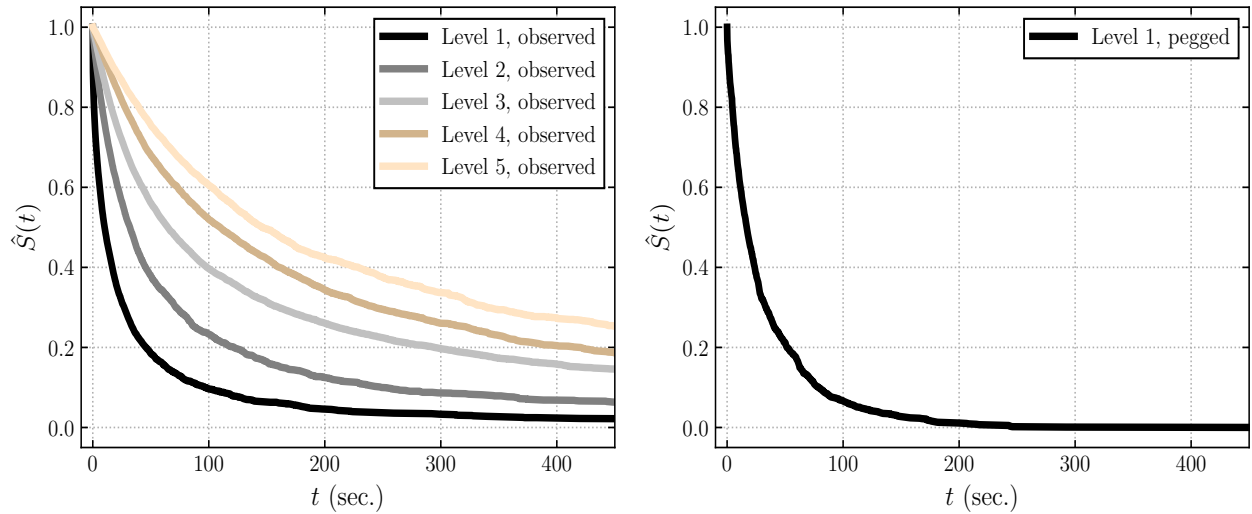 1.0
0.8
0.6
0.4
0.2
0.0
Ŝ(t)
0
100
200
300
400
t (sec.)
Level 1, observed
Level 2, observed
Level 3, observed
Level 4, observed
Level 5, observed
1.0
0.8
0.6
0.4
0.2
0.0
Ŝ(t)
0
100
200
300
400
t (sec.)
Level 1, pegged